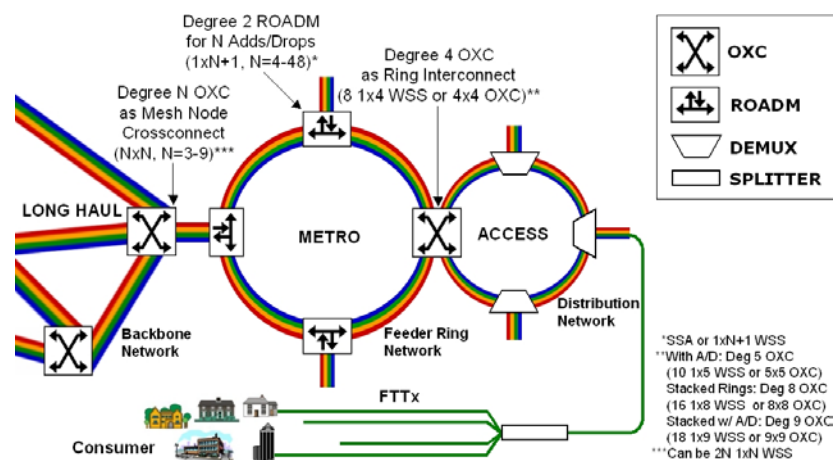 Degree 2 ROADM
for N Adds/Drops
(1xN+1, N=4-48)*
Degree N OXC
as Mesh Node
Crossconnect
(NxN, N=3-9)***
Degree 4 OXC
as Ring Interconnect
(8 1x4 WSS or 4x4 OXC)**
OXC
ROADM
DEMUX
SPLITTER
LONG HAUL
METRO
ACCESS
Backbone
Network
Feeder Ring
Network
Distribution
Network
FTTx
Consumer
*SSA or 1xN+1 WSS
**With A/D: Deg 5 OXC
(10 1x5 WSS or 5x5 OXC)
Stacked Rings: Deg 8 OXC
(16 1x8 WSS or 8x8 OXC)
Stacked w/ A/D: Deg 9 OXC
(18 1x9 WSS or 9x9 OXC)
***Can be 2N 1xN WSS